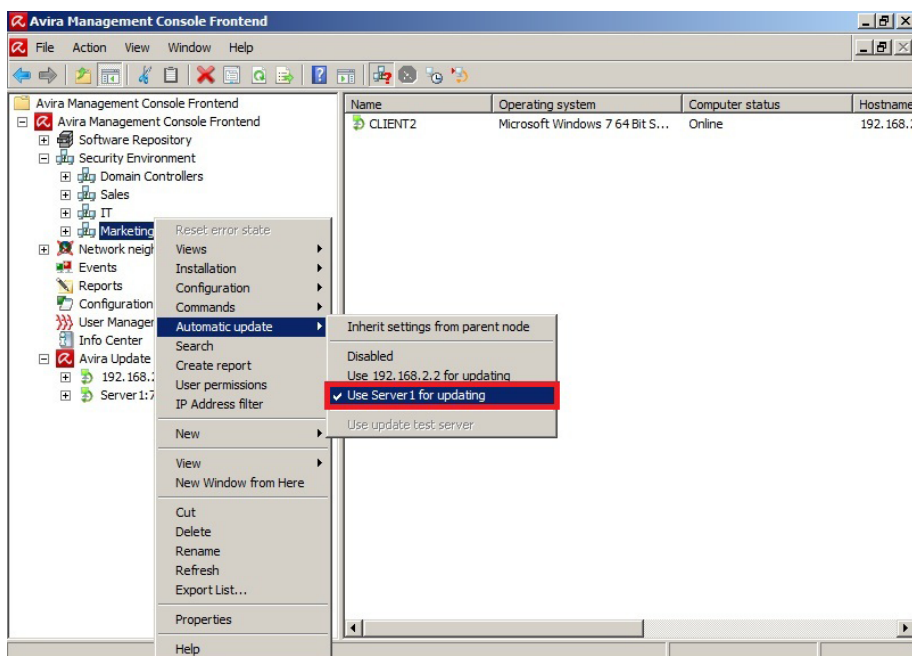 Avira Management Console Frontend
File Action View Window Help
Avira Management Console Frontend
Avira Management Console Frontend
Software Repository
Security Environment
Domain Controllers
Sales
IT
Marketing
Network neigh
Events
Reports
Configuration
User Manager
Info Center
Avira Update
192.168.2
Server1:7
Name Operating system Computer status Hostname
CLIENT2 Microsoft Windows 7 64 Bit S... Online 192.168.
Reset error state
Views
Installation
Configuration
Commands
Automatic update
Search
Create report
User permissions
IP Address filter
New
View
New Window from Here
Cut
Delete
Rename
Refresh
Export List...
Properties
Help
Inherit settings from parent node
Disabled
Use 192.168.2.2 for updating
Use Server1 for updating
Use update test server